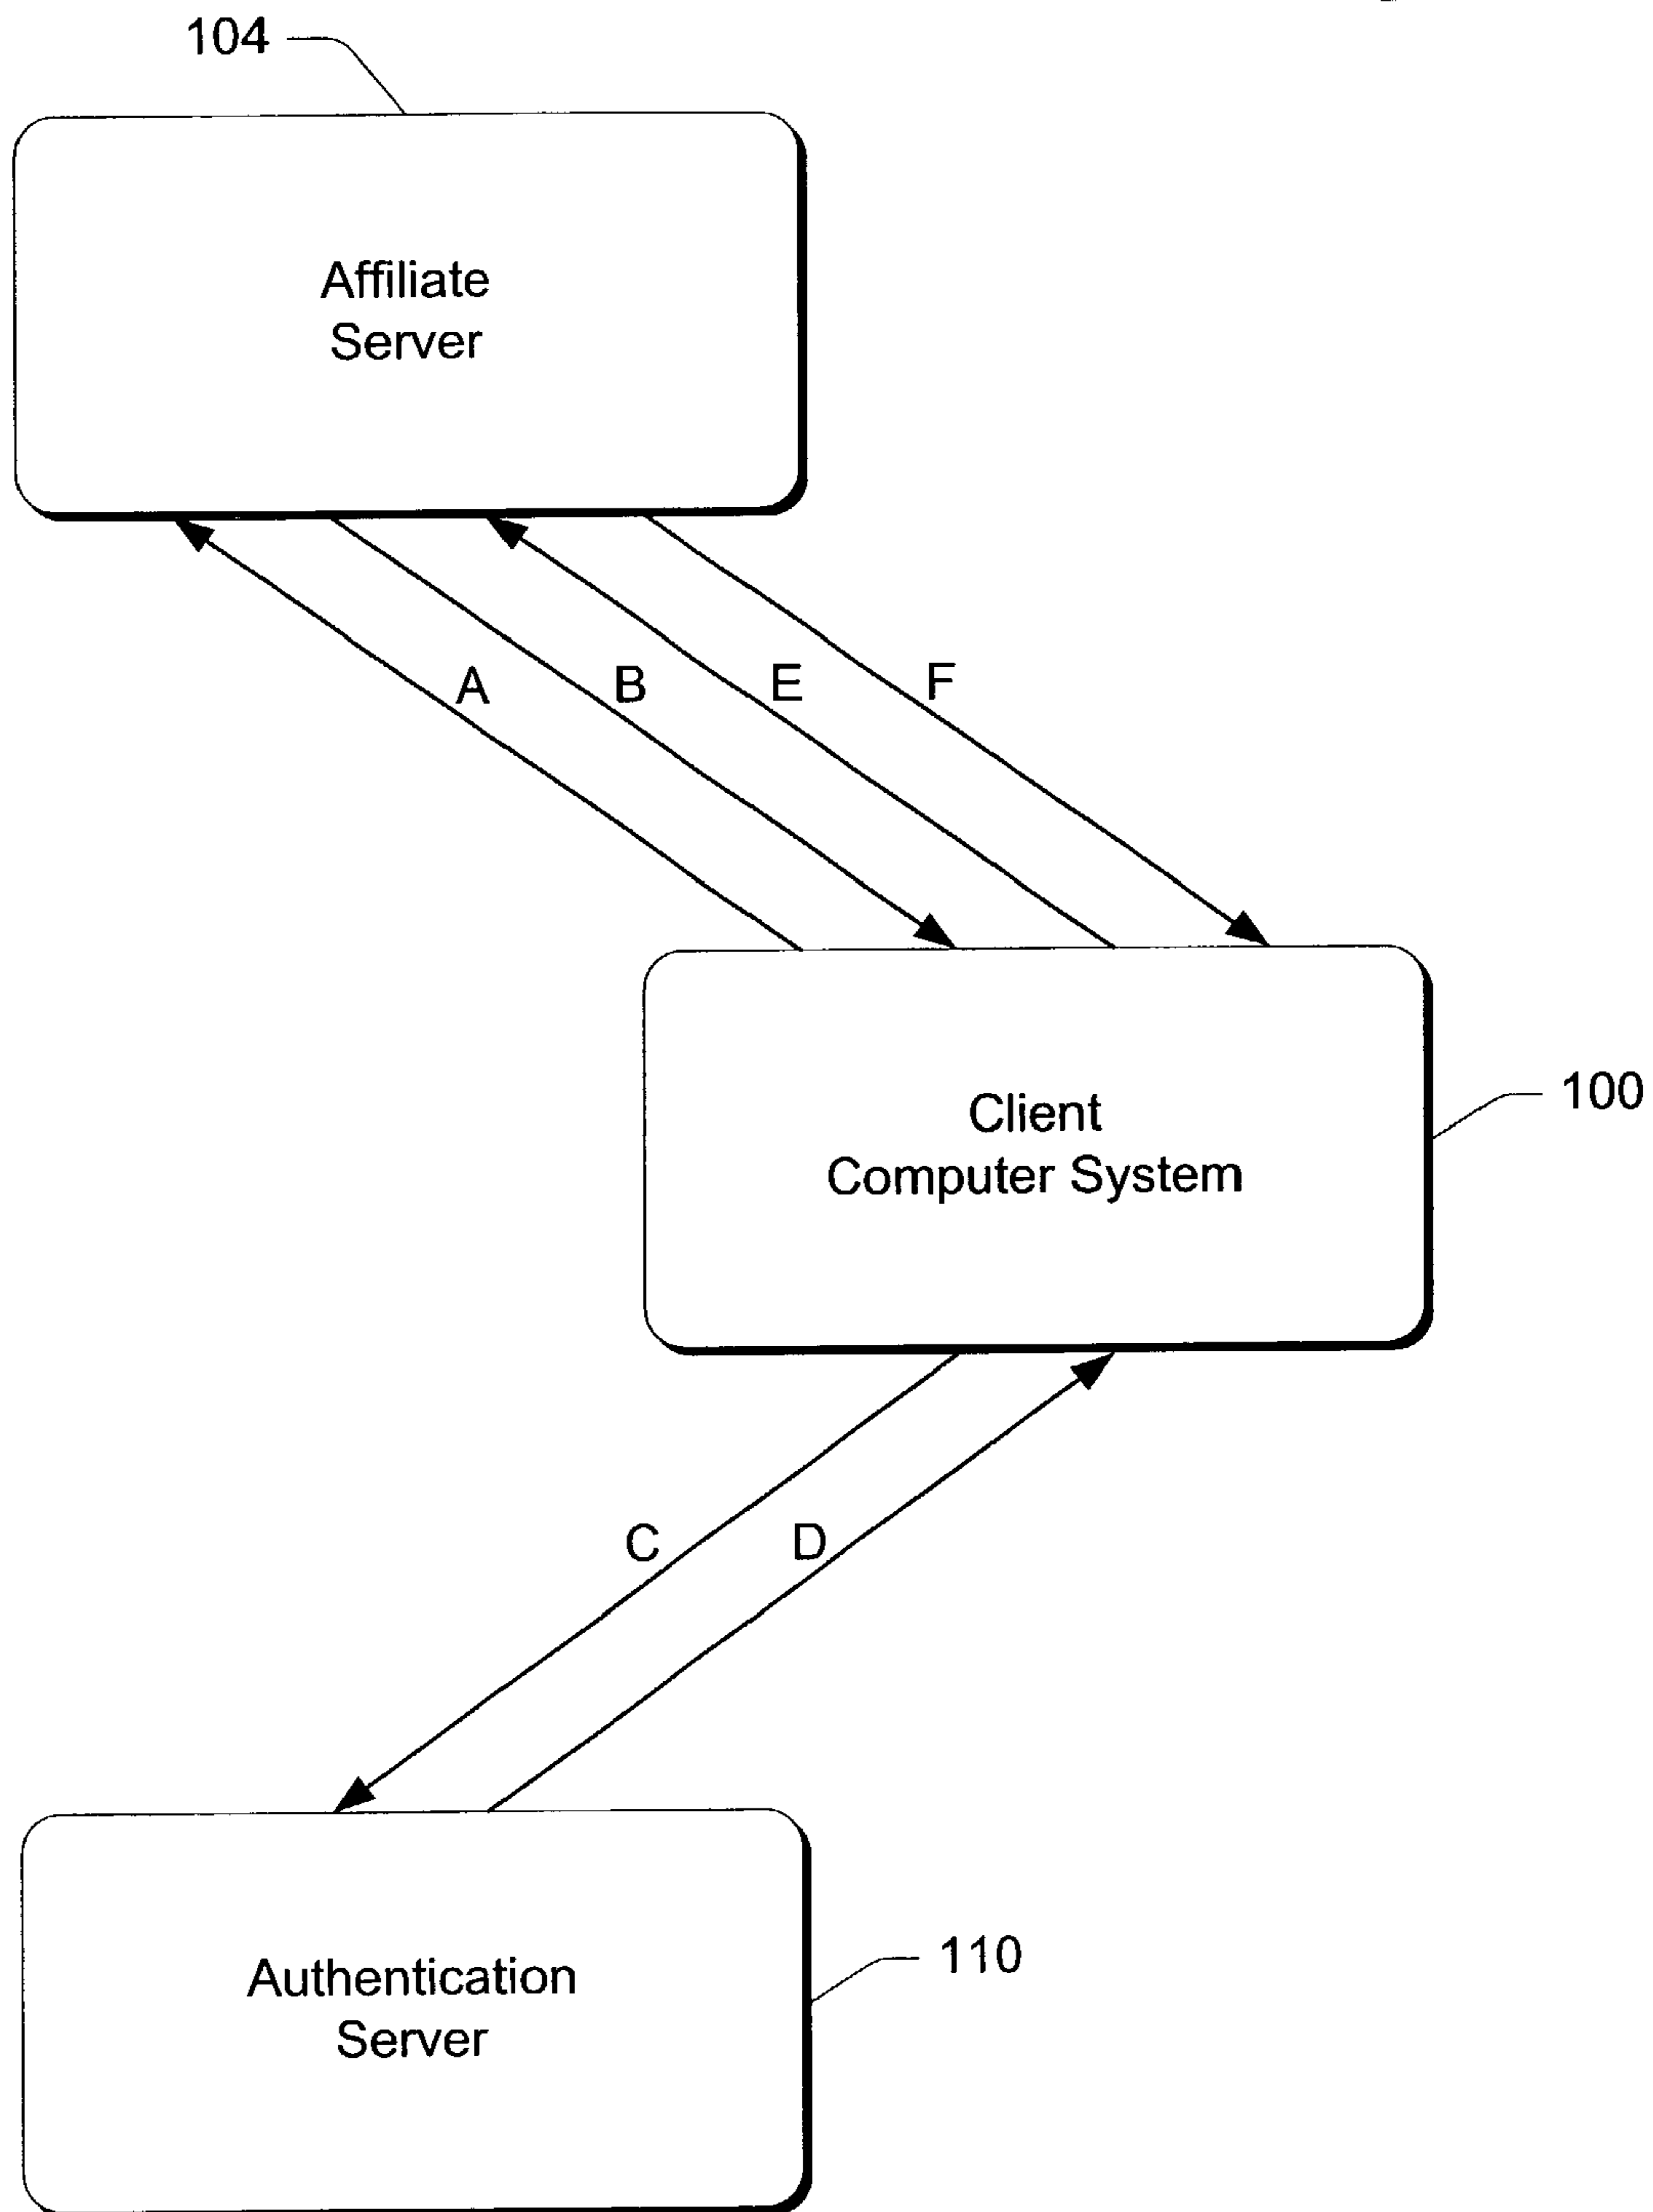 104
Affiliate
Server
A
B
E
F
Client
Computer System
100
C
D
Authentication
Server
110